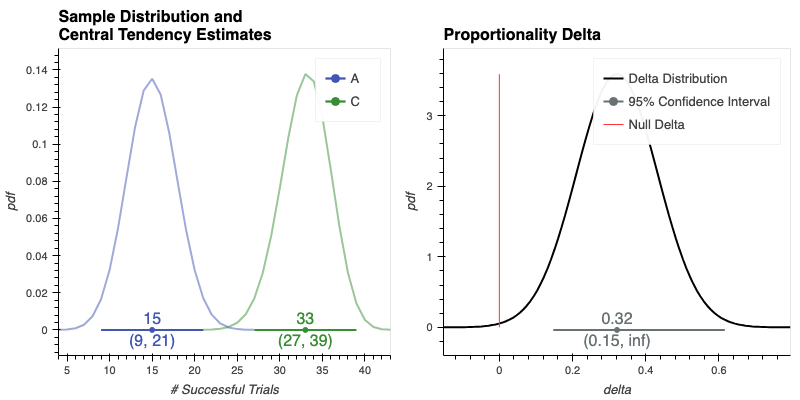 Sample Distribution and
Central Tendency Estimates
pdf
0.14
0.12
0.1
0.08
0.06
0.04
0.02
0
A
C
15
(9, 21)
33
(27, 39)
5 10 15 20 25 30 35 40
# Successful Trials
Proportionality Delta
pdf
3
2
1
0
Delta Distribution
95% Confidence Interval
Null Delta
0.32
(0.15, inf)
0 0.2 0.4 0.6
delta